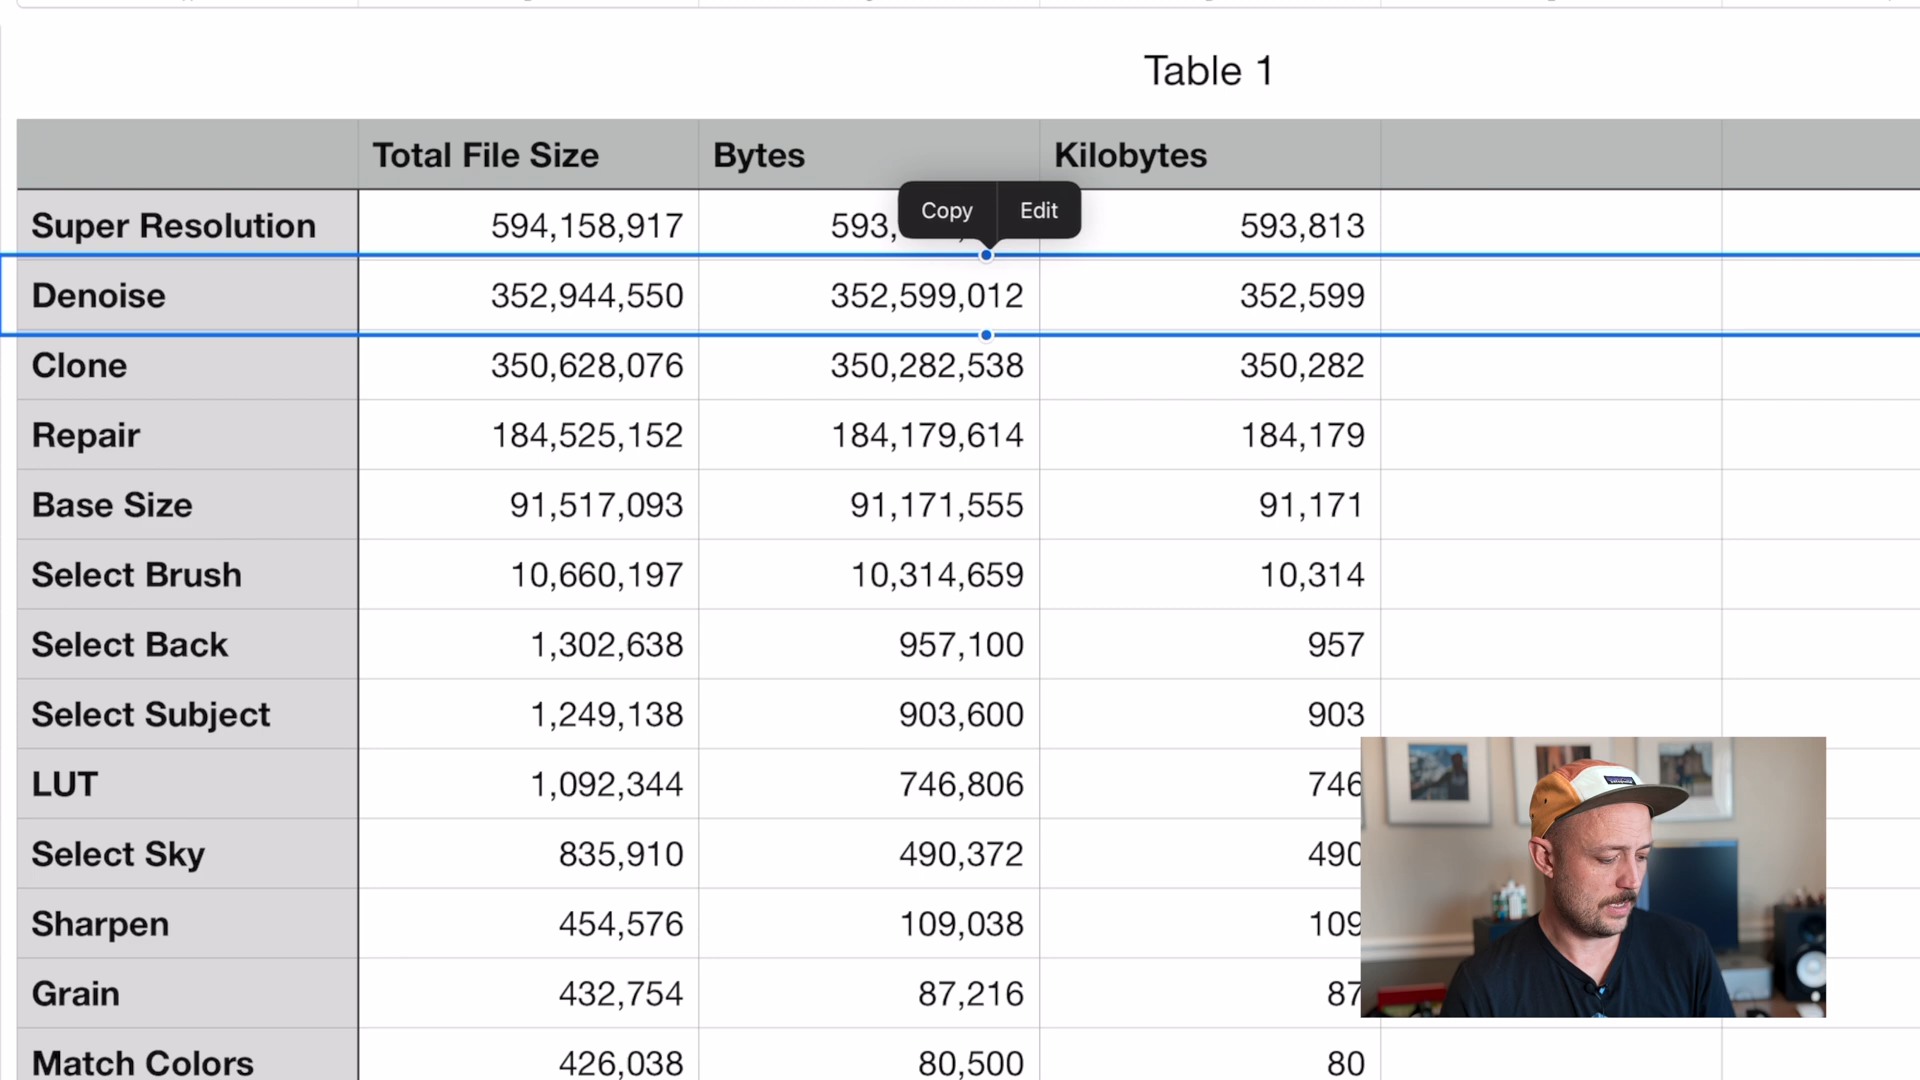 Table 1
Total File Size Bytes Kilobytes
Copy Edit
Super Resolution 594,158,917 593, 593,813
Denoise 352,944,550 352,599,012 352,599
Clone 350,628,076 350,282,538 350,282
Repair 184,525,152 184,179,614 184,179
Base Size 91,517,093 91,171,555 91,171
Select Brush 10,660,197 10,314,659 10,314
Select Back 1,302,638 957,100 957
Select Subject 1,249,138 903,600 903
LUT 1,092,344 746,806 746
Select Sky 835,910 490,372 490
Sharpen 454,576 109,038 109
Grain 432,754 87,216 87
Match Colors 426,038 80,500 80